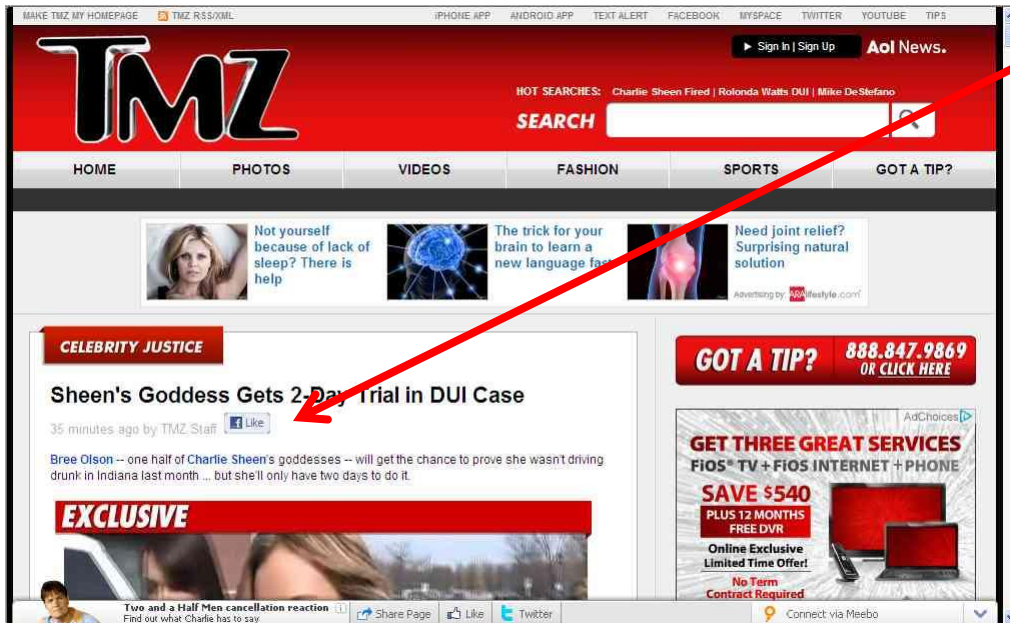 MAKE TMZ MY HOMEPAGE TMZ RSS/XML iPHONE APP ANDROID APP TEXT ALERT FACEBOOK MYSPACE TWITTER YOUTUBE TIPS
TMZ
Sign In | Sign Up Aol News.
HOT SEARCHES: Charlie Sheen Fired | Rolonda Watts DUI | Mike DeStefano
SEARCH
HOME PHOTOS VIDEOS FASHION SPORTS GOT A TIP?
Not yourself
because of lack of
sleep? There is
help
The trick for your
brain to learn a
new language fast
Need joint relief?
Surprising natural
solution
Advertising by ARAlifestyle.com
CELEBRITY JUSTICE
Sheen's Goddess Gets 2-Day Trial in DUI Case
35 minutes ago by TMZ Staff Like
Bree Olson -- one half of Charlie Sheen's goddesses -- will get the chance to prove she wasn't driving
drunk in Indiana last month ... but she'll only have two days to do it.
EXCLUSIVE
GOT A TIP? 888.847.9869
OR CLICK HERE
AdChoices
GET THREE GREAT SERVICES
FiOS® TV + FiOS INTERNET + PHONE
SAVE $540
PLUS 12 MONTHS
FREE DVR
Online Exclusive
Limited Time Offer!
No Term
Contract Required
Two and a Half Men cancellation reaction
Find out what Charlie has to say
Share Page Like Twitter Connect via Meebo